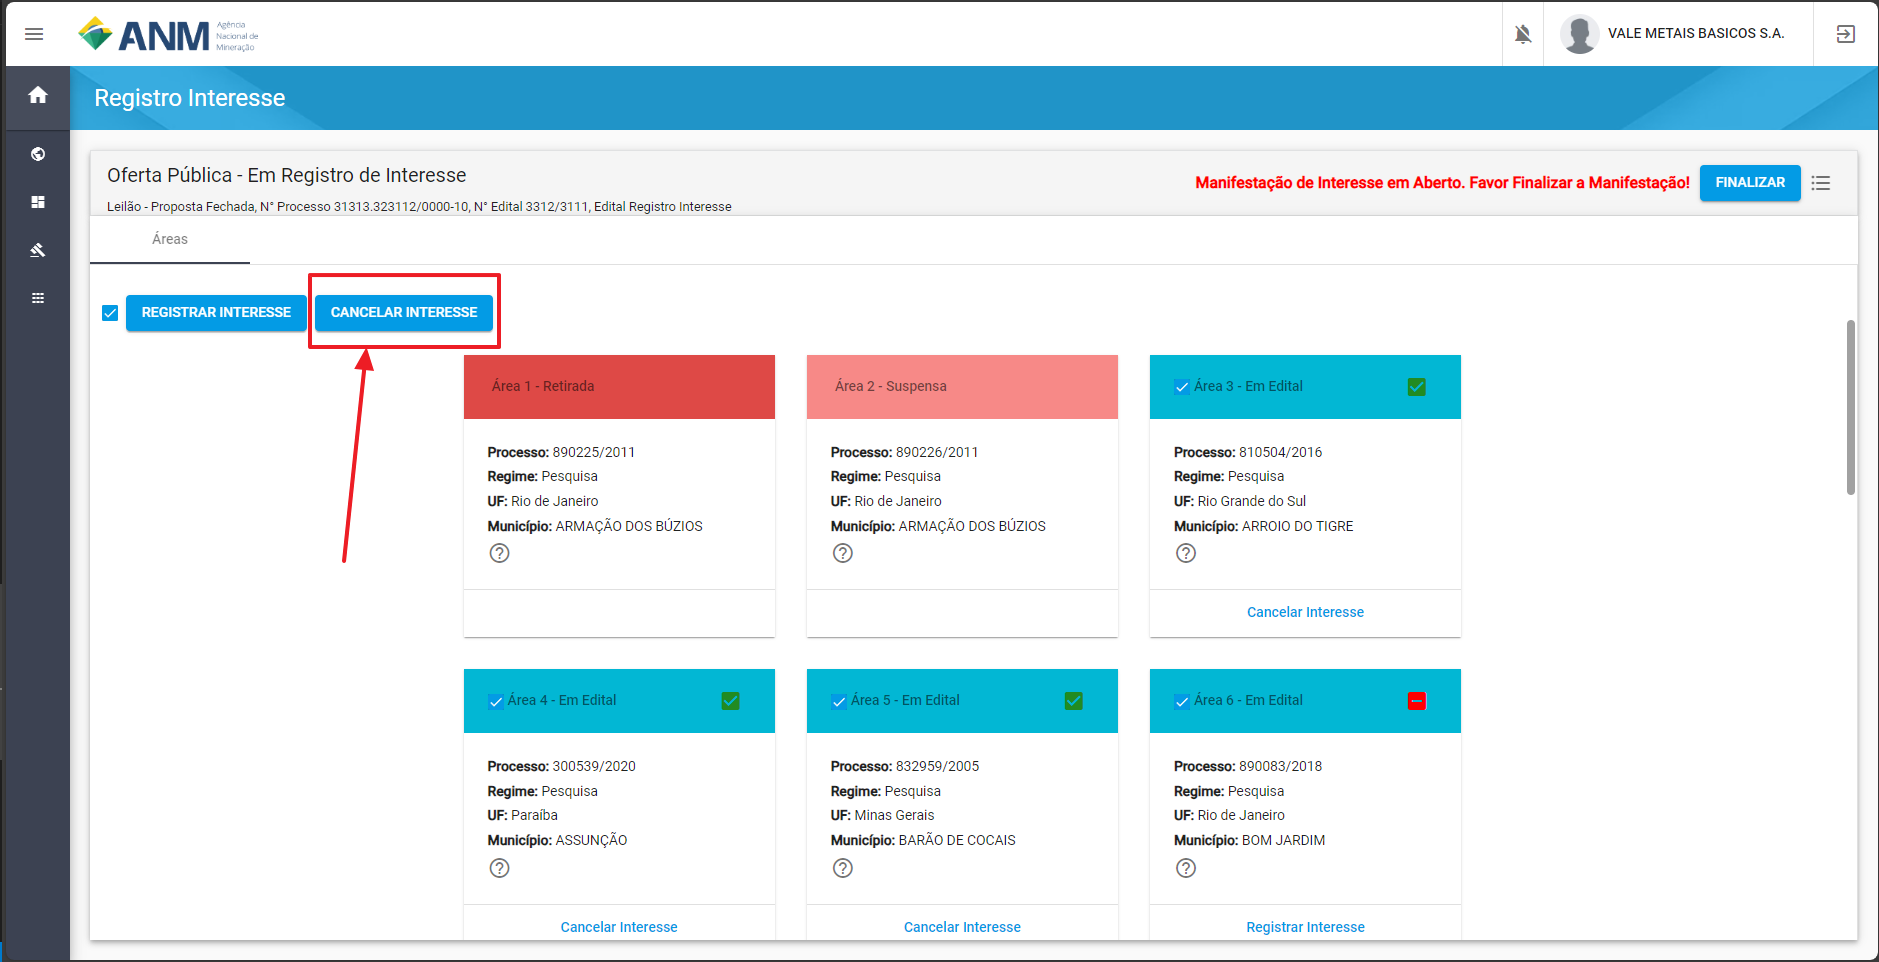 ANM
Agência
Nacional de
Mineração
VALE METAIS BASICOS S.A.
Registro Interesse
Oferta Pública - Em Registro de Interesse
Leilão - Proposta Fechada, N° Processo 31313.323112/0000-10, N° Edital 3312/3111, Edital Registro Interesse
Manifestação de Interesse em Aberto. Favor Finalizar a Manifestação!
FINALIZAR
Áreas
REGISTRAR INTERESSE
CANCELAR INTERESSE
Área 1 - Retirada
Processo: 890225/2011
Regime: Pesquisa
UF: Rio de Janeiro
Município: ARMAÇÃO DOS BÚZIOS
Área 2 - Suspensa
Processo: 890226/2011
Regime: Pesquisa
UF: Rio de Janeiro
Município: ARMAÇÃO DOS BÚZIOS
Área 3 - Em Edital
Processo: 810504/2016
Regime: Pesquisa
UF: Rio Grande do Sul
Município: ARROIO DO TIGRE
Cancelar Interesse
Área 4 - Em Edital
Processo: 300539/2020
Regime: Pesquisa
UF: Paraíba
Município: ASSUNÇÃO
Cancelar Interesse
Área 5 - Em Edital
Processo: 832959/2005
Regime: Pesquisa
UF: Minas Gerais
Município: BARÃO DE COCAIS
Cancelar Interesse
Área 6 - Em Edital
Processo: 890083/2018
Regime: Pesquisa
UF: Rio de Janeiro
Município: BOM JARDIM
Registrar Interesse